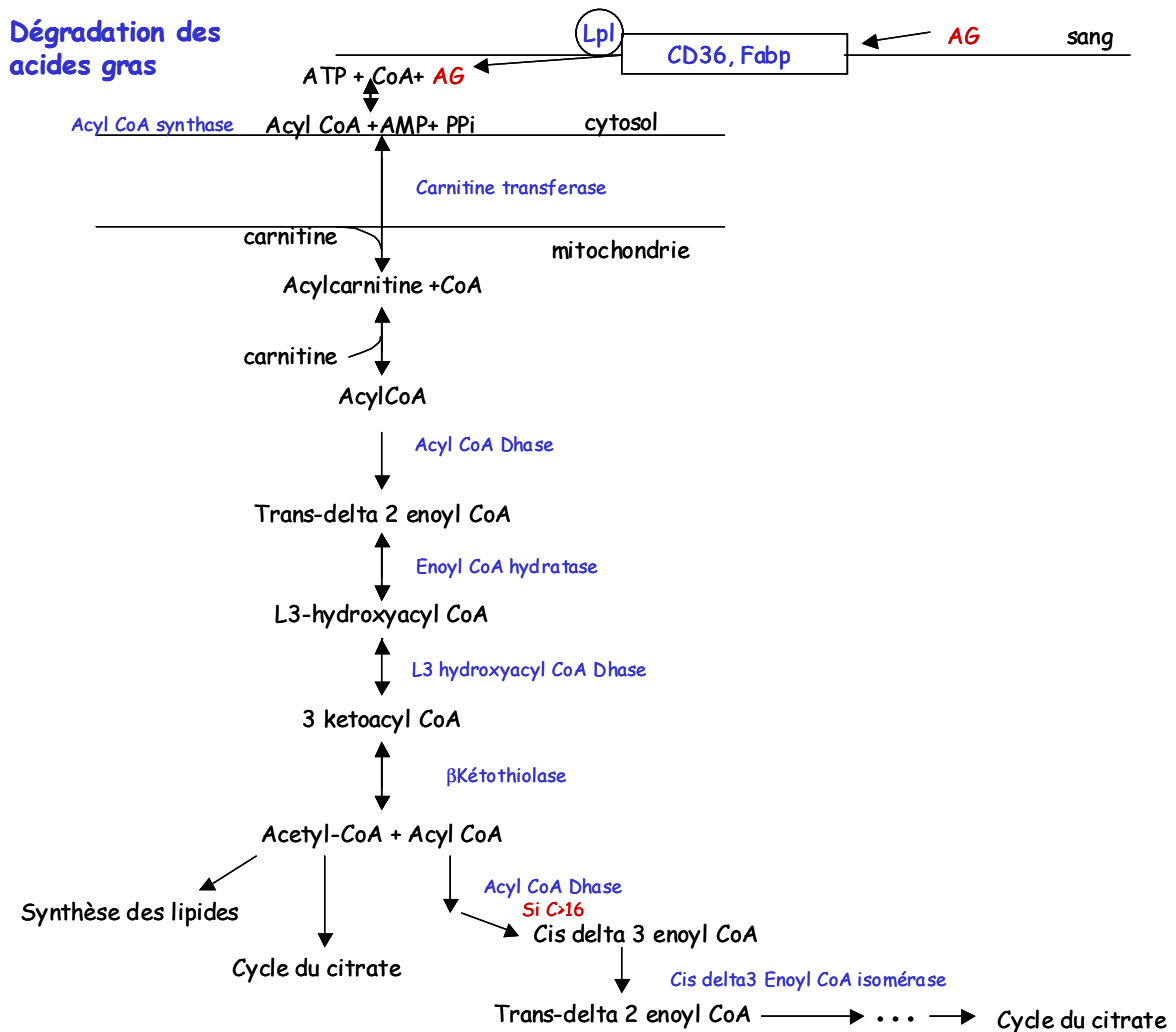 Dégradation des
acides gras
Lpl
CD36, Fabp
AG
sang
ATP + CoA+ AG
Acyl CoA synthase
Acyl CoA +AMP+ PPi
cytosol
Carnitine transferase
carnitine
mitochondrie
Acylcarnitine +CoA
carnitine
AcylCoA
Acyl CoA Dhase
Trans-delta 2 enoyl CoA
Enoyl CoA hydratase
L3-hydroxyacyl CoA
L3 hydroxyacyl CoA Dhase
3 ketoacyl CoA
βKétothiolase
Acetyl-CoA + Acyl CoA
Acyl CoA Dhase
Si C>16
Synthèse des lipides
Cis delta 3 enoyl CoA
Cycle du citrate
Cis delta3 Enoyl CoA isomérase
Trans-delta 2 enoyl CoA
...
Cycle du citrate